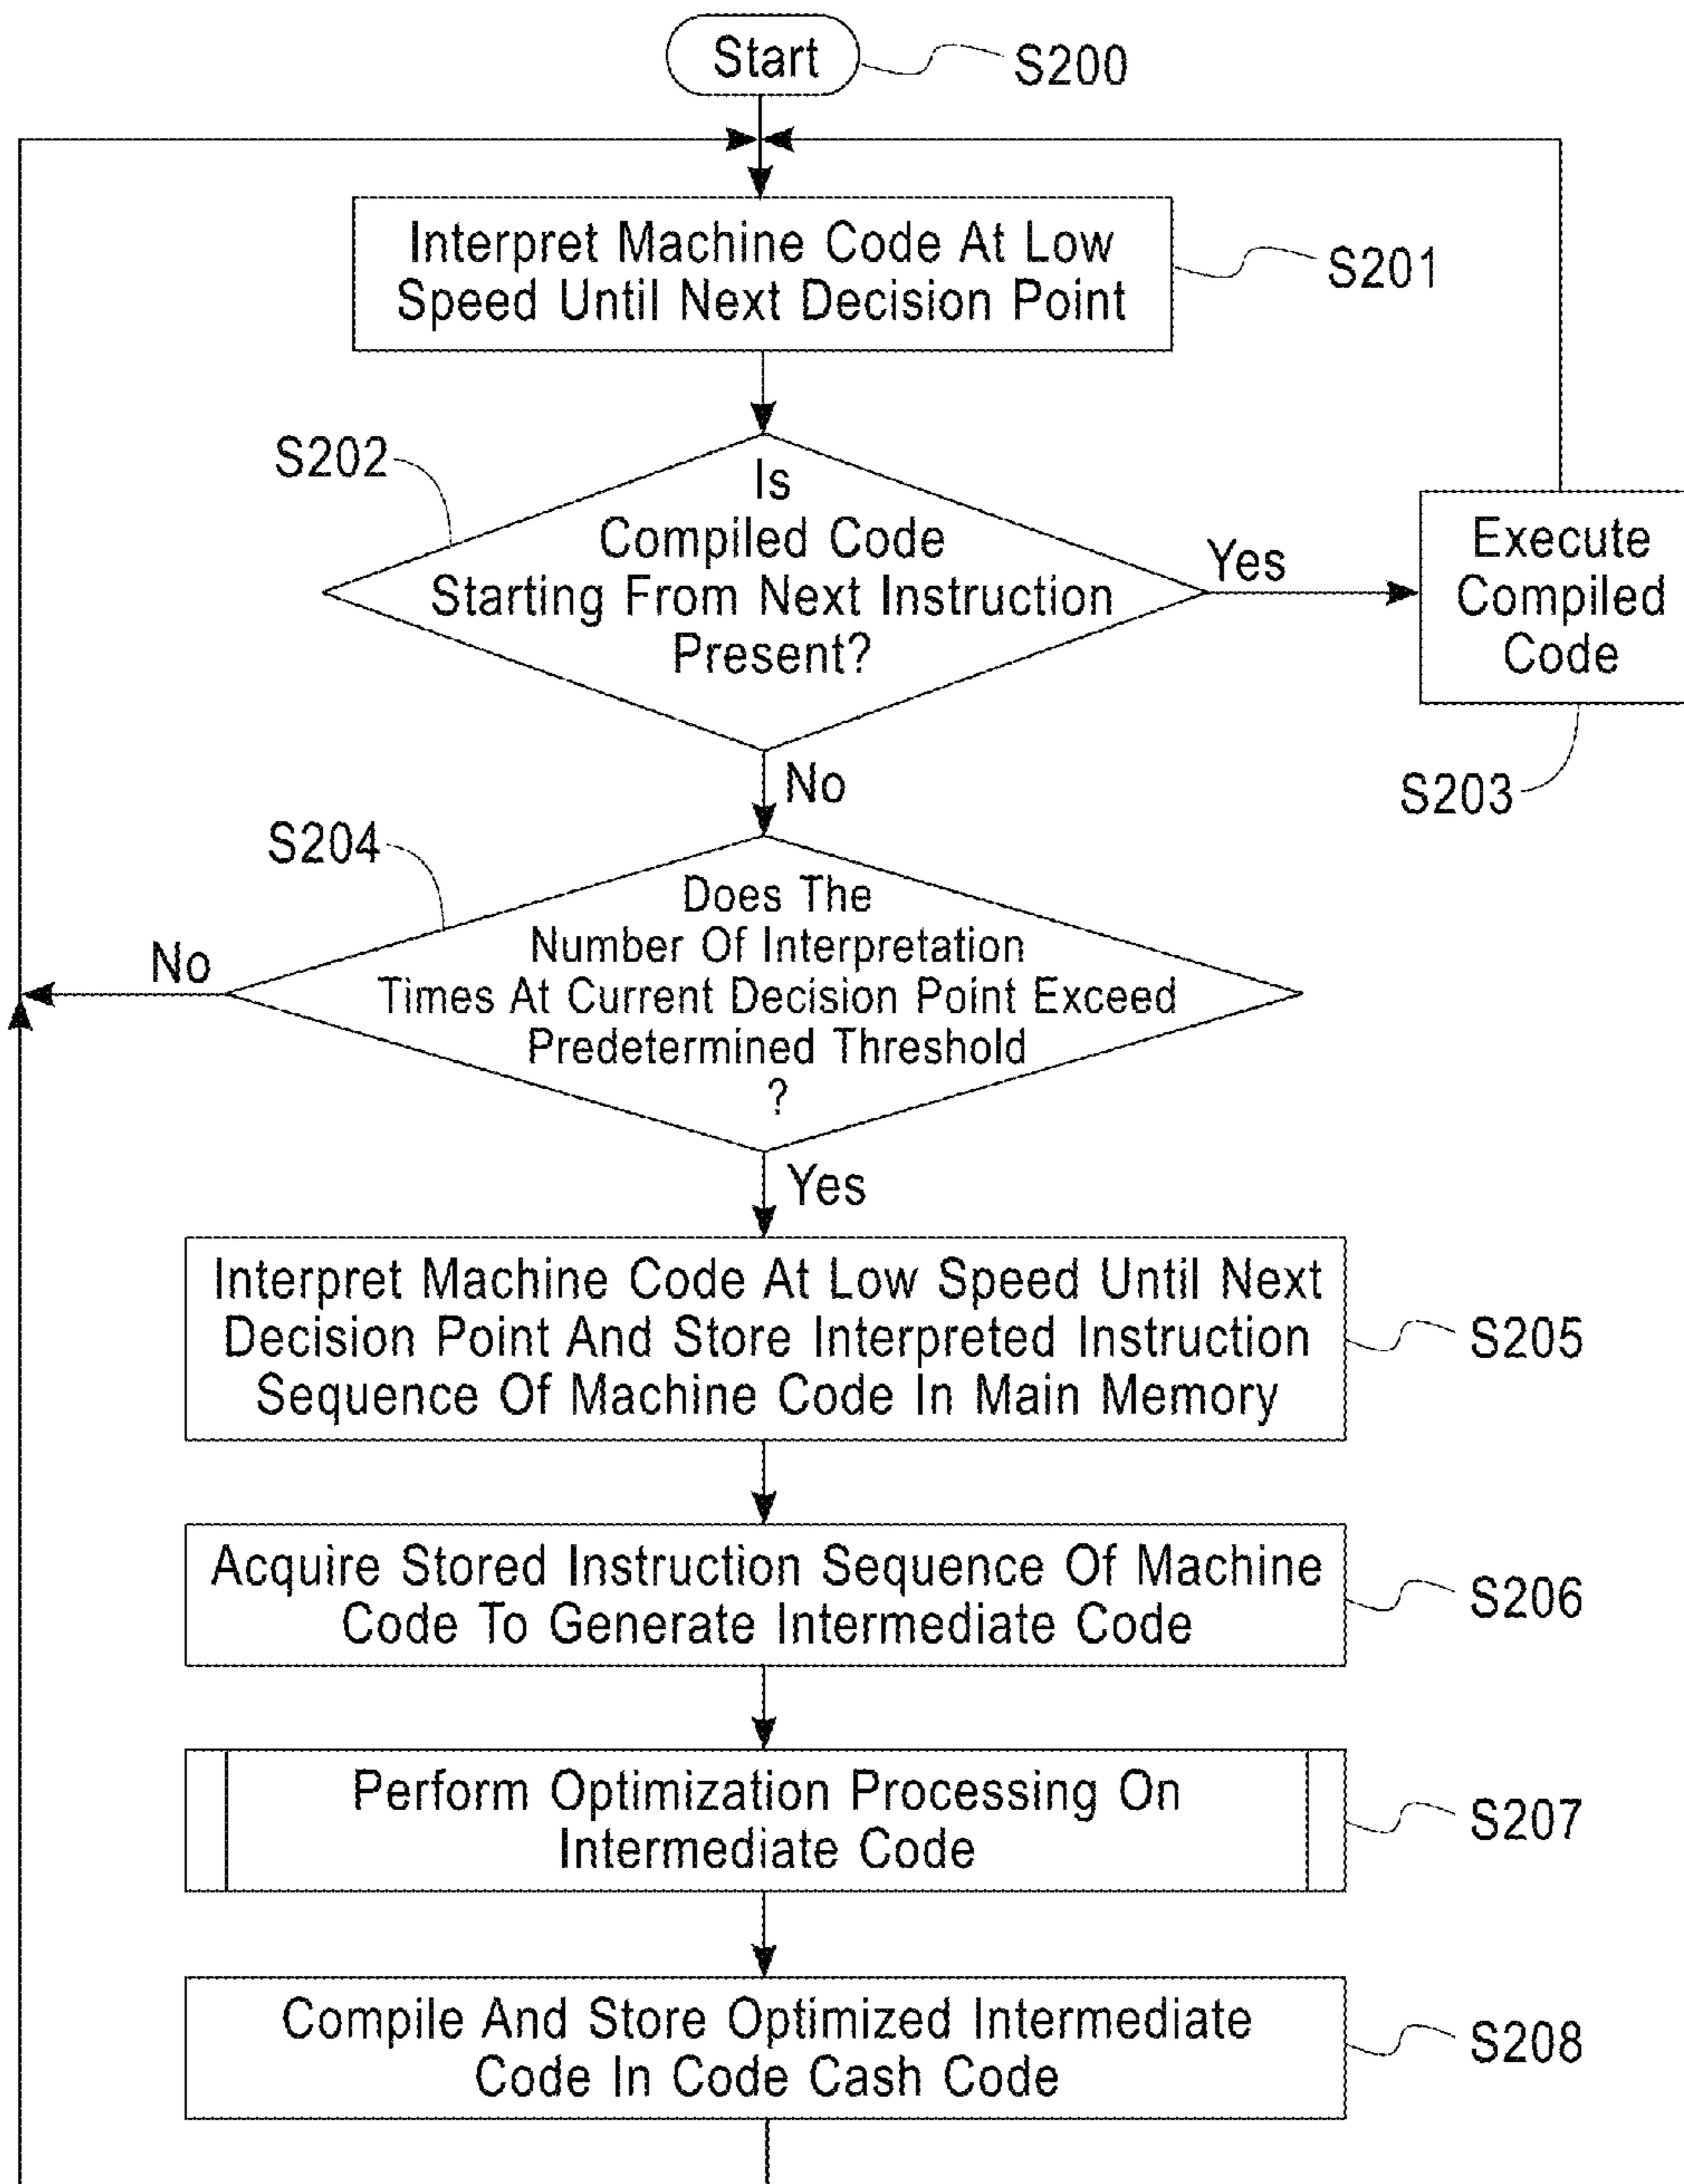 Start
S200
Interpret Machine Code At Low
Speed Until Next Decision Point
S201
S202
Is
Compiled Code
Starting From Next Instruction
Present?
Yes
Execute
Compiled
Code
S203
No
S204
Does The
Number Of Interpretation
Times At Current Decision Point Exceed
Predetermined Threshold
?
No
Yes
Interpret Machine Code At Low Speed Until Next
Decision Point And Store Interpreted Instruction
Sequence Of Machine Code In Main Memory
S205
Acquire Stored Instruction Sequence Of Machine
Code To Generate Intermediate Code
S206
Perform Optimization Processing On
Intermediate Code
S207
Compile And Store Optimized Intermediate
Code In Code Cash Code
S208